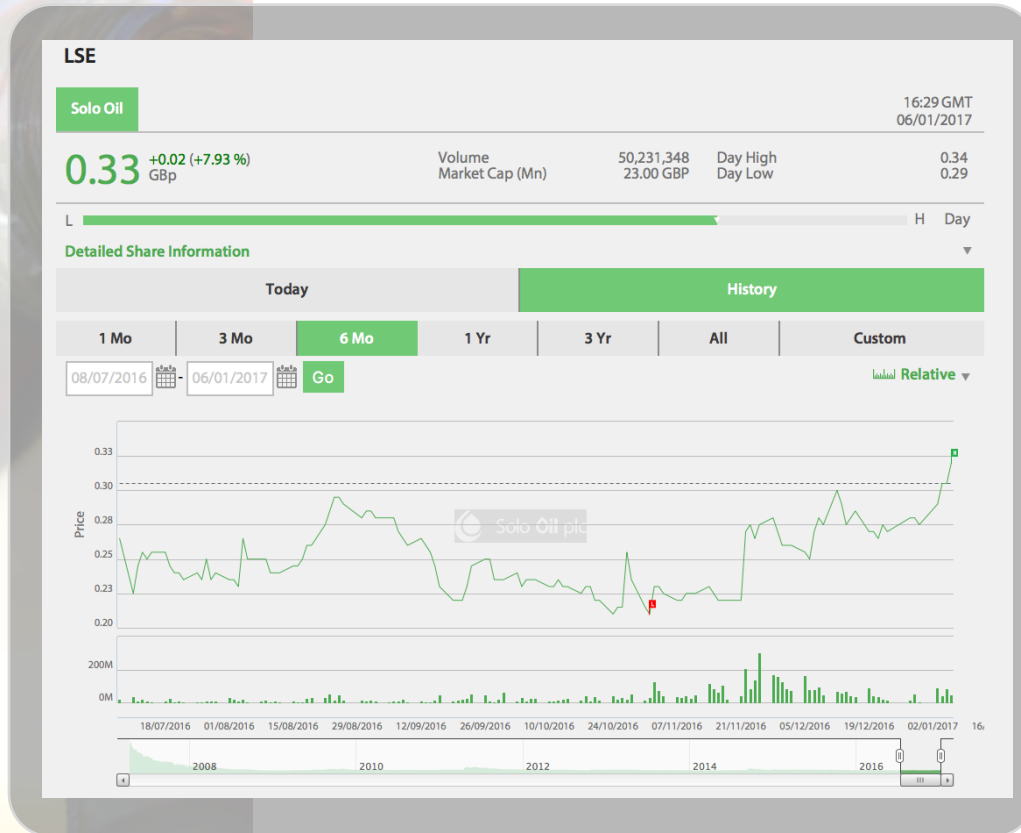 LSE
Solo Oil
16:29 GMT
06/01/2017
0.33 +0.02 (+7.93 %)
GBp
Volume 50,231,348 Day High 0.34
Market Cap (Mn) 23.00 GBP Day Low 0.29
L H Day
Detailed Share Information
Today History
1 Mo 3 Mo 6 Mo 1 Yr 3 Yr All Custom
08/07/2016 - 06/01/2017 Go Relative
0.33
0.30
0.28
0.25
0.23
0.20
Price
Solo Oil plc
H
L
200M
0M
18/07/2016 01/08/2016 15/08/2016 29/08/2016 12/09/2016 26/09/2016 10/10/2016 24/10/2016 07/11/2016 21/11/2016 05/12/2016 19/12/2016 02/01/2017 16/
2008 2010 2012 2014 2016